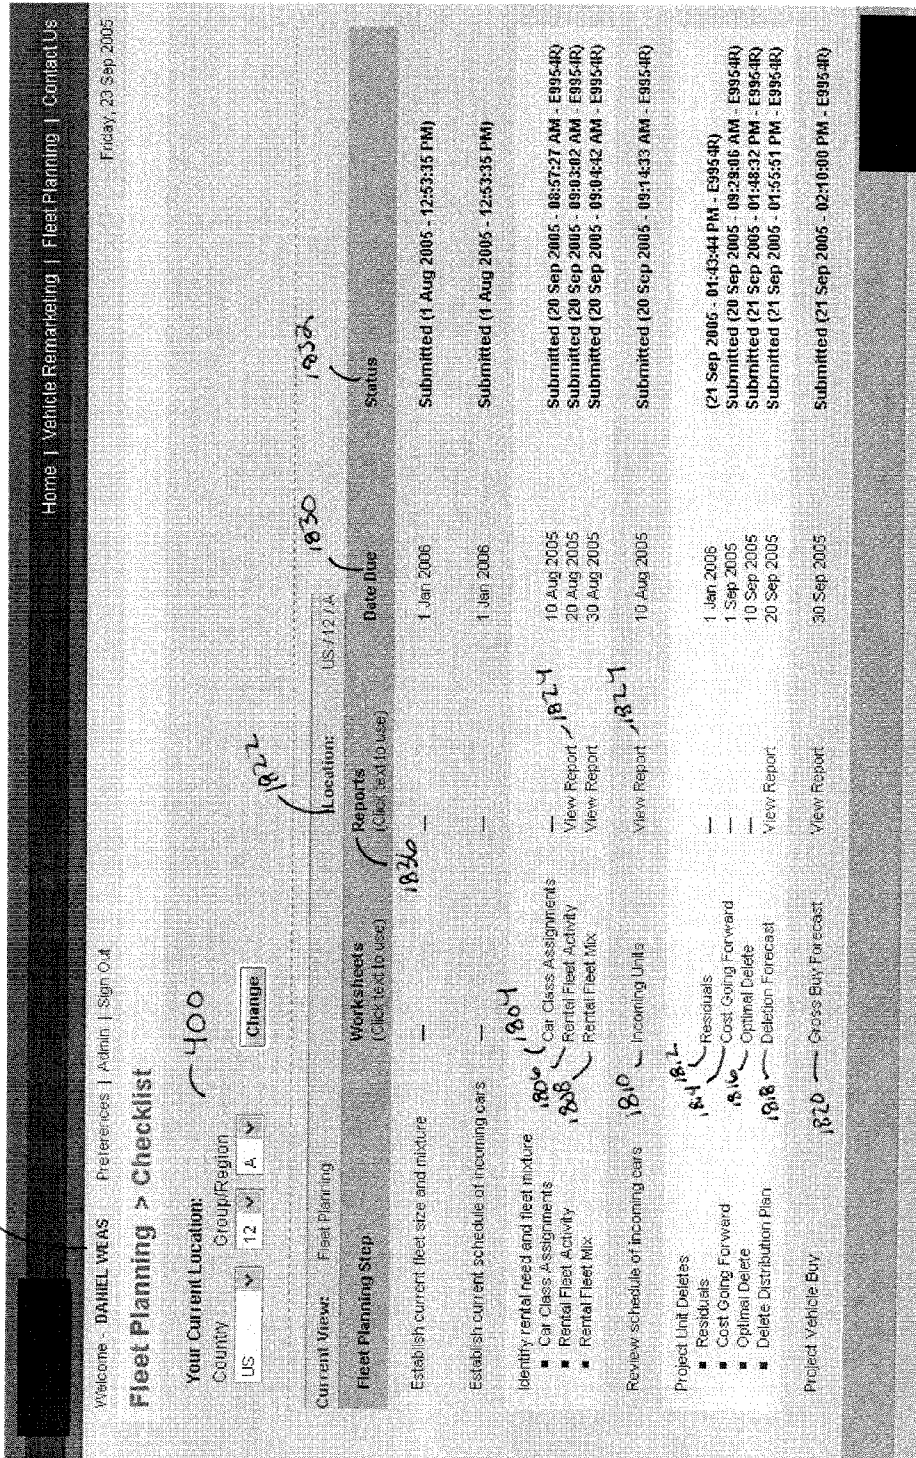 Home | Vehicle Remarketing | Fleet Planning | Contact Us
Welcome - DANIEL WEAS Preferences | Admin | Sign Out Friday, 23 Sep 2005
Fleet Planning > Checklist
400
Your Current Location:
Country Group/Region
US 12 A Change
1822 1830 1832
Current View: Fleet Planning Location: US / 12 / A
Fleet Planning Step Worksheets Reports Date Due Status
(Click text to use) (Click text to use)
1836
Establish current fleet size and mixture — — 1 Jan 2006 Submitted (1 Aug 2005 - 12:53:35 PM)
Establish current schedule of incoming cars — — 1 Jan 2006 Submitted (1 Aug 2005 - 12:53:35 PM)
1804
Identify rental need and fleet mixture
■ Car Class Assignments 1806 Car Class Assignments — 10 Aug 2005 Submitted (20 Sep 2005 - 08:57:27 AM - E9954R)
■ Rental Fleet Activity 1808 Rental Fleet Activity View Report 1824 20 Aug 2005 Submitted (20 Sep 2005 - 09:03:02 AM - E9954R)
■ Rental Fleet Mix Rental Fleet Mix View Report 30 Aug 2005 Submitted (20 Sep 2005 - 09:04:42 AM - E9954R)
Review schedule of incoming cars 1810 Incoming Units View Report 1824 10 Aug 2005 Submitted (20 Sep 2005 - 09:14:33 AM - E9954R)
Project Unit Deletes 1812
■ Residuals 1814 Residuals — 1 Jan 2006 (21 Sep 2005 - 01:43:44 PM - E9954R)
■ Cost Going Forward Cost Going Forward — 1 Sep 2005 Submitted (20 Sep 2005 - 09:29:06 AM - E9954R)
■ Optimal Delete 1816 Optimal Delete — 10 Sep 2005 Submitted (21 Sep 2005 - 01:48:32 PM - E9954R)
■ Delete Distribution Plan 1818 Deletion Forecast View Report 20 Sep 2005 Submitted (21 Sep 2005 - 01:55:51 PM - E9954R)
Project Vehicle Buy 1820 Gross Buy Forecast View Report 30 Sep 2005 Submitted (21 Sep 2005 - 02:10:00 PM - E9954R)